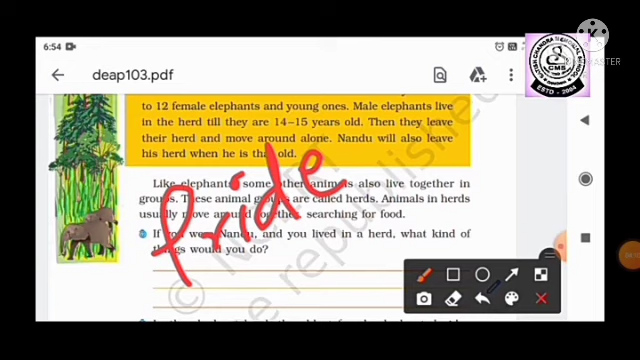 6:54
deap103.pdf
to 12 female elephants and young ones. Male elephants live
in the herd till they are 14–15 years old. Then they leave
their herd and move around alone. Nandu will also leave
his herd when he is that old.
Like elephants, some other animals also live together in
groups. These animal groups are called herds. Animals in herds
usually move around together, searching for food.
If you were Nandu, and you lived in a herd, what kind of
things would you do?
Pride
CMS
ESTD - 2004